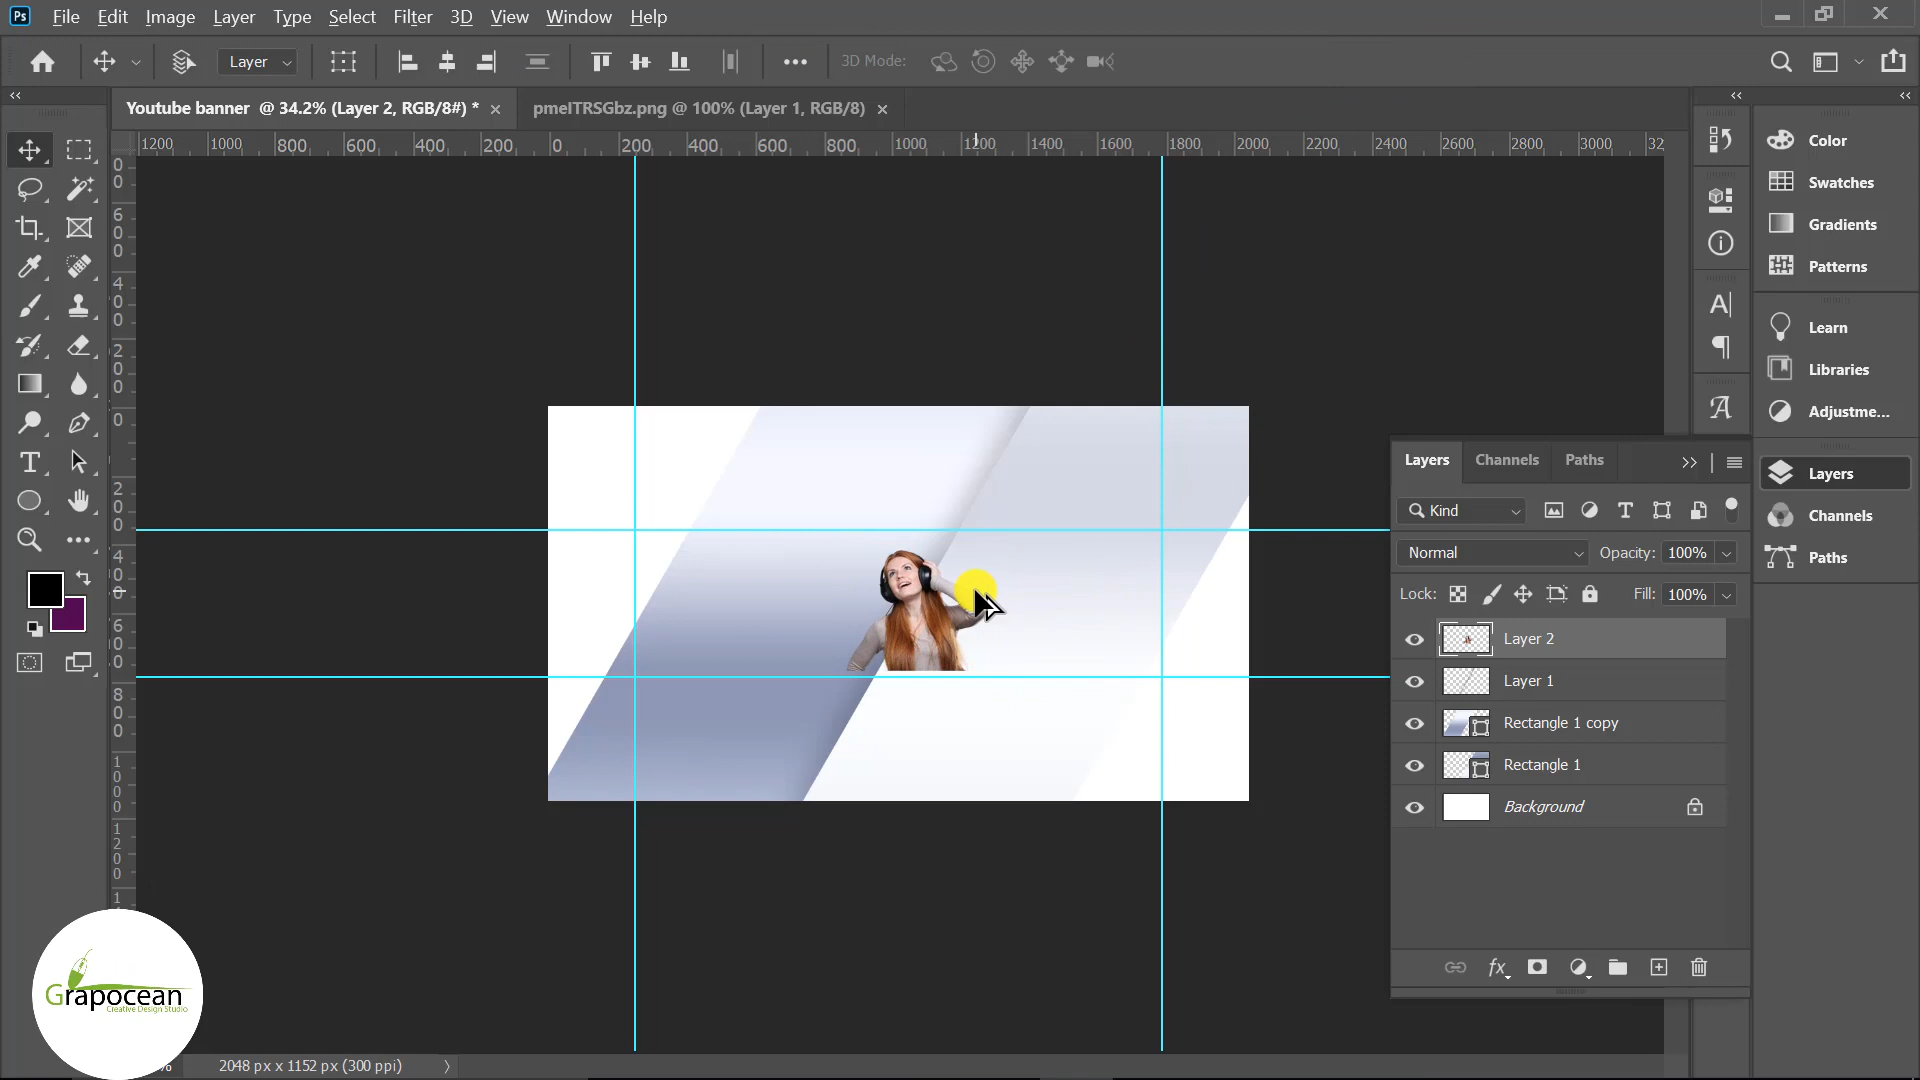 Ps File Edit Image Layer Type Select Filter 3D View Window Help
Layer 3D Mode:
Youtube banner @ 34.2% (Layer 2, RGB/8#) * × pmeITRSGbz.png @ 100% (Layer 1, RGB/8) ×
1200 1000 800 600 400 200 0 200 400 600 800 1000 1200 1400 1600 1800 2000 2200 2400 2600 2800 3000 32
0
0
6
0
0
4
0
0
2
0
0
0
2
0
0
4
0
0
6
0
0
8
0
0
1
0
0
0
1
2
0
0
1
Color
Swatches
Gradients
Patterns
Learn
Libraries
Adjustme...
Layers
Channels
Paths
Layers Channels Paths
Kind
Normal Opacity: 100%
Lock: Fill: 100%
Layer 2
Layer 1
Rectangle 1 copy
Rectangle 1
Background
fx
Grapocean
Creative Design Studio
% 2048 px x 1152 px (300 ppi)